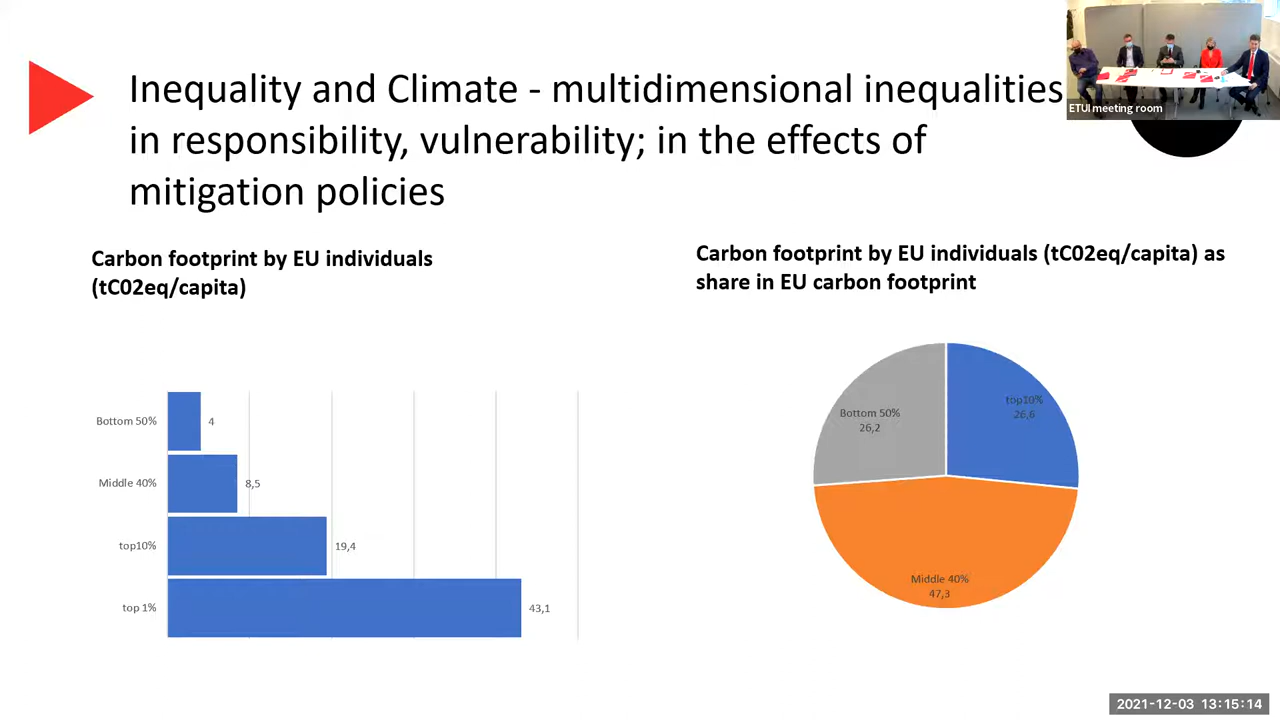 Inequality and Climate - multidimensional inequalities
in responsibility, vulnerability; in the effects of
mitigation policies
ETUI meeting room
Carbon footprint by EU individuals
(tC02eq/capita)
Bottom 50%
4
Middle 40%
8,5
top10%
19,4
top 1%
43,1
Carbon footprint by EU individuals (tC02eq/capita) as
share in EU carbon footprint
top10%
26,6
Bottom 50%
26,2
Middle 40%
47,3
2021-12-03 13:15:14